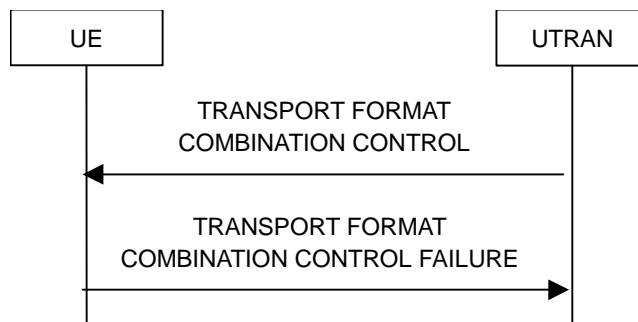 UE
UTRAN
TRANSPORT FORMAT
COMBINATION CONTROL
TRANSPORT FORMAT
COMBINATION CONTROL FAILURE